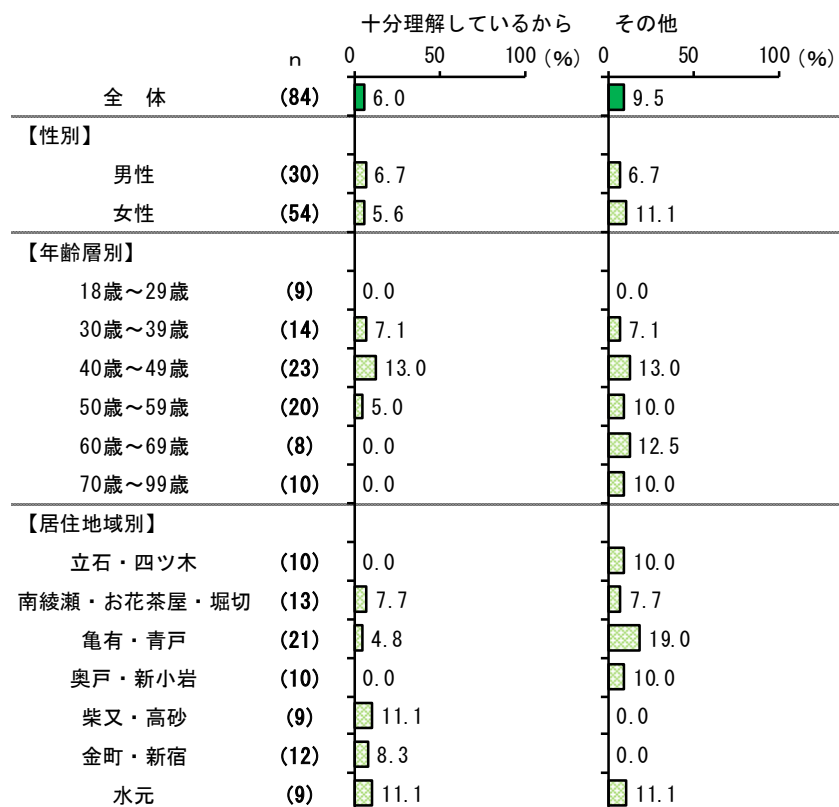 十分理解しているから その他
n 0 50 100 (%) 0 50 100 (%)
全 体 (84) 6.0 9.5
【性別】
男性 (30) 6.7 6.7
女性 (54) 5.6 11.1
【年齢層別】
18歳～29歳 (9) 0.0 0.0
30歳～39歳 (14) 7.1 7.1
40歳～49歳 (23) 13.0 13.0
50歳～59歳 (20) 5.0 10.0
60歳～69歳 (8) 0.0 12.5
70歳～99歳 (10) 0.0 10.0
【居住地域別】
立石・四ツ木 (10) 0.0 10.0
南綾瀬・お花茶屋・堀切 (13) 7.7 7.7
亀有・青戸 (21) 4.8 19.0
奥戸・新小岩 (10) 0.0 10.0
柴又・高砂 (9) 11.1 0.0
金町・新宿 (12) 8.3 0.0
水元 (9) 11.1 11.1